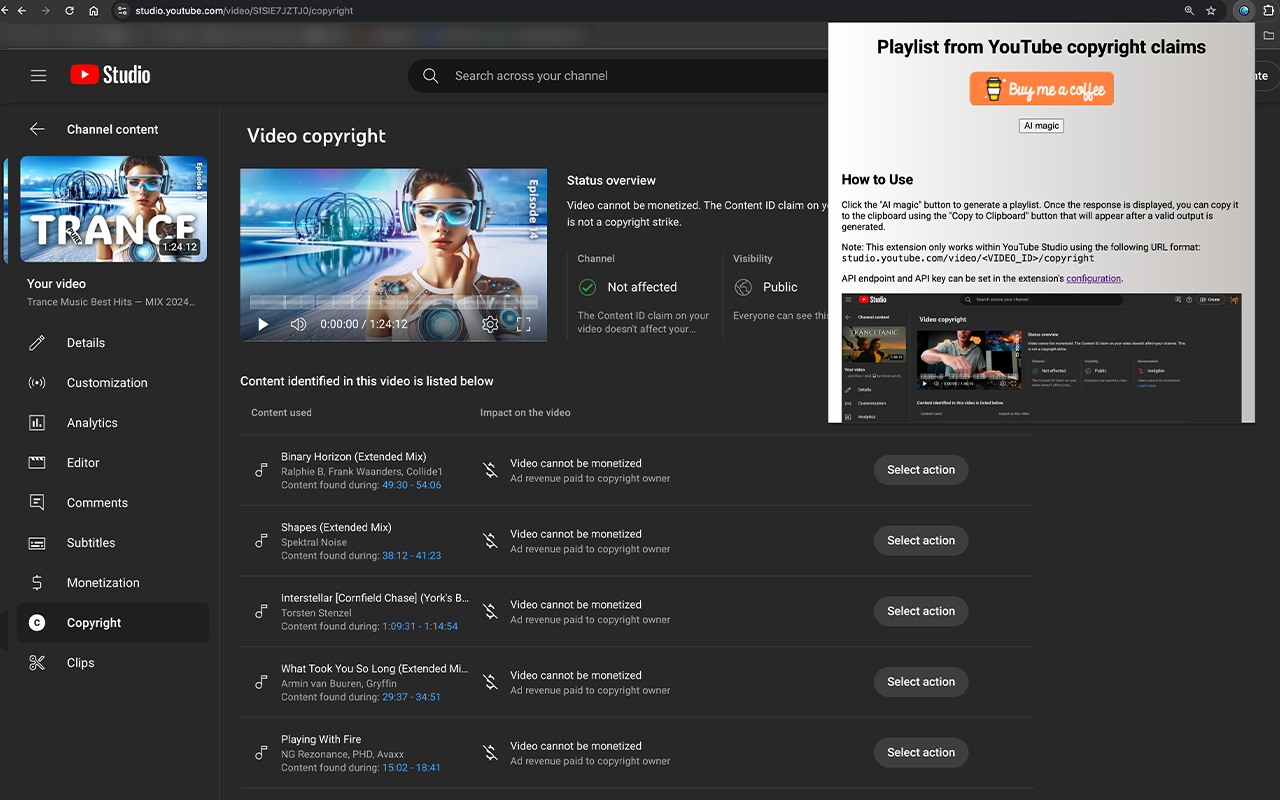 studio.youtube.com/video/SfSIE7JZTJ0/copyright
Studio
Search across your channel
ate
Channel content
Episode 14
TRANCE
1:24:12
Your video
Trance Music Best Hits — MIX 2024...
Details
Customization
Analytics
Editor
Comments
Subtitles
Monetization
C
Copyright
Clips
Video copyright
Episode 14
0:00:00 / 1:24:12
Status overview
Video cannot be monetized. The Content ID claim on yo
is not a copyright strike.
Channel
Not affected
The Content ID claim on your
video doesn't affect your...
Visibility
Public
Everyone can see this
Content identified in this video is listed below
Content used
Impact on the video
Binary Horizon (Extended Mix)
Ralphie B, Frank Waanders, Collide1
Content found during: 49:30 - 54:06
Video cannot be monetized
Ad revenue paid to copyright owner
Select action
Shapes (Extended Mix)
Spektral Noise
Content found during: 38:12 - 41:23
Video cannot be monetized
Ad revenue paid to copyright owner
Select action
Interstellar [Cornfield Chase] (York's B...
Torsten Stenzel
Content found during: 1:09:31 - 1:14:54
Video cannot be monetized
Ad revenue paid to copyright owner
Select action
What Took You So Long (Extended Mi...
Armin van Buuren, Gryffin
Content found during: 29:37 - 34:51
Video cannot be monetized
Ad revenue paid to copyright owner
Select action
Playing With Fire
NG Rezonance, PHD, Avaxx
Content found during: 15:02 - 18:41
Video cannot be monetized
Ad revenue paid to copyright owner
Select action
Playlist from YouTube copyright claims
Buy me a coffee
AI magic
How to Use
Click the "AI magic" button to generate a playlist. Once the response is displayed, you can copy it
to the clipboard using the "Copy to Clipboard" button that will appear after a valid output is
generated.
Note: This extension only works within YouTube Studio using the following URL format:
studio.youtube.com/video/<VIDEO_ID>/copyright
API endpoint and API key can be set in the extension's configuration.
Studio
Search across your channel
Create
Channel content
TRANCETANIC
Your video
Details
Customization
Analytics
Video copyright
Status overview
Video cannot be monetized. The Content ID claim on your video doesn't affect your channel. This
is not a copyright strike.
Channel
Not affected
Visibility
Public
Everyone can see this video
Monetization
Ineligible
Video cannot be monetized
Learn more
Content identified in this video is listed below
Content used
Impact on the video